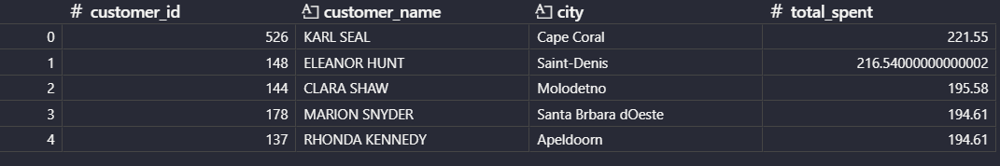 # customer_id A customer_name A city # total_spent
0 526 KARL SEAL Cape Coral 221.55
1 148 ELEANOR HUNT Saint-Denis 216.54000000000002
2 144 CLARA SHAW Molodetno 195.58
3 178 MARION SNYDER Santa Brbara dOeste 194.61
4 137 RHONDA KENNEDY Apeldoorn 194.61